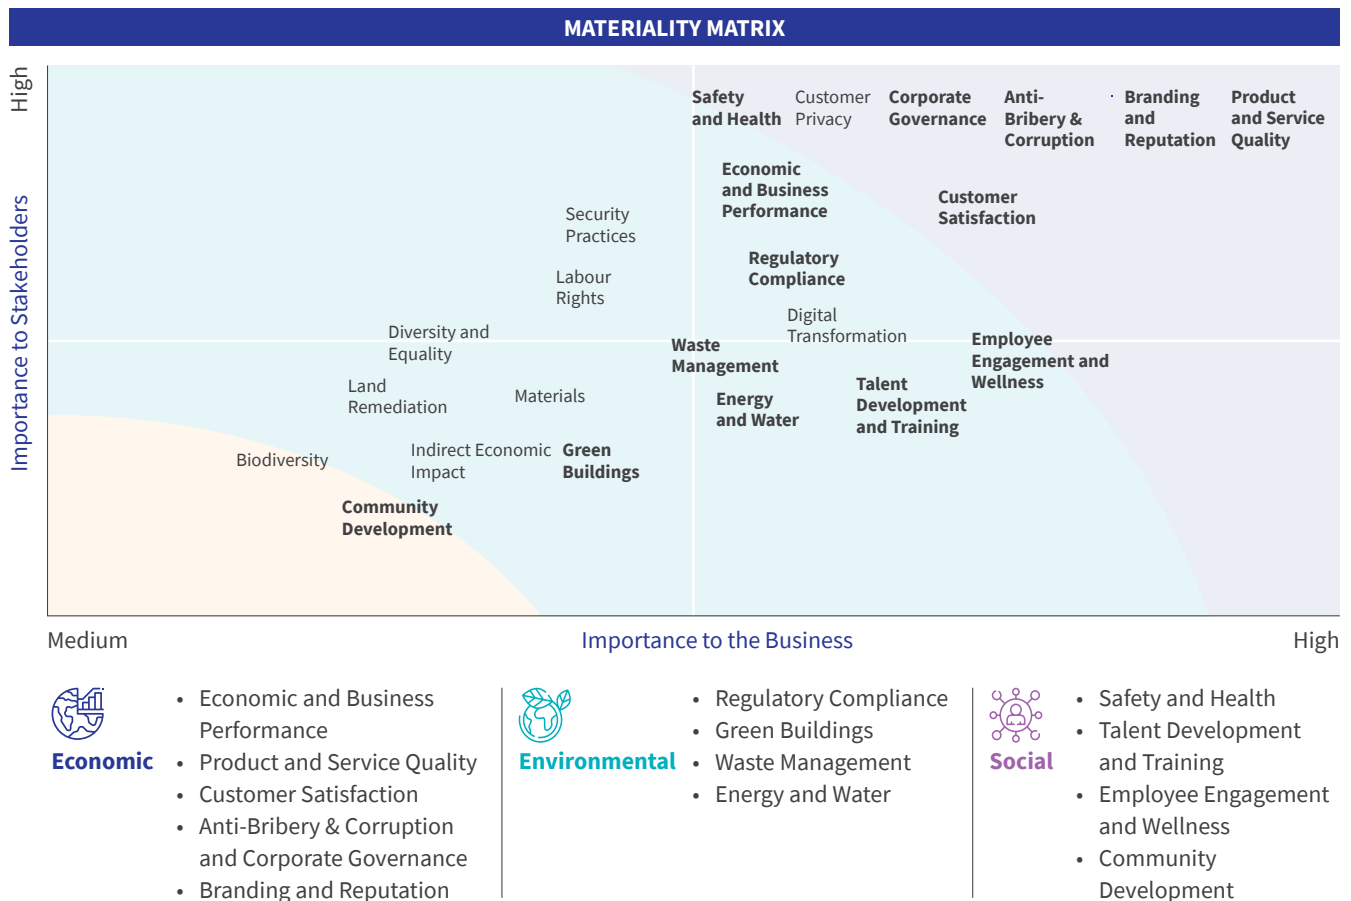 MATERIALITY MATRIX
High
Importance to Stakeholders
Safety
and Health
Customer
Privacy
Corporate
Governance
Anti-
Bribery &
Corruption
Branding
and
Reputation
Product
and Service
Quality
Economic
and Business
Performance
Customer
Satisfaction
Security
Practices
Regulatory
Compliance
Labour
Rights
Digital
Transformation
Diversity and
Equality
Waste
Management
Employee
Engagement and
Wellness
Land
Remediation
Materials
Energy
and Water
Talent
Development
and Training
Biodiversity
Indirect Economic
Impact
Green
Buildings
Community
Development
Medium
Importance to the Business
High
Economic
• Economic and Business
Performance
• Product and Service Quality
• Customer Satisfaction
• Anti-Bribery & Corruption
and Corporate Governance
• Branding and Reputation
Environmental
• Regulatory Compliance
• Green Buildings
• Waste Management
• Energy and Water
Social
• Safety and Health
• Talent Development
and Training
• Employee Engagement
and Wellness
• Community
Development